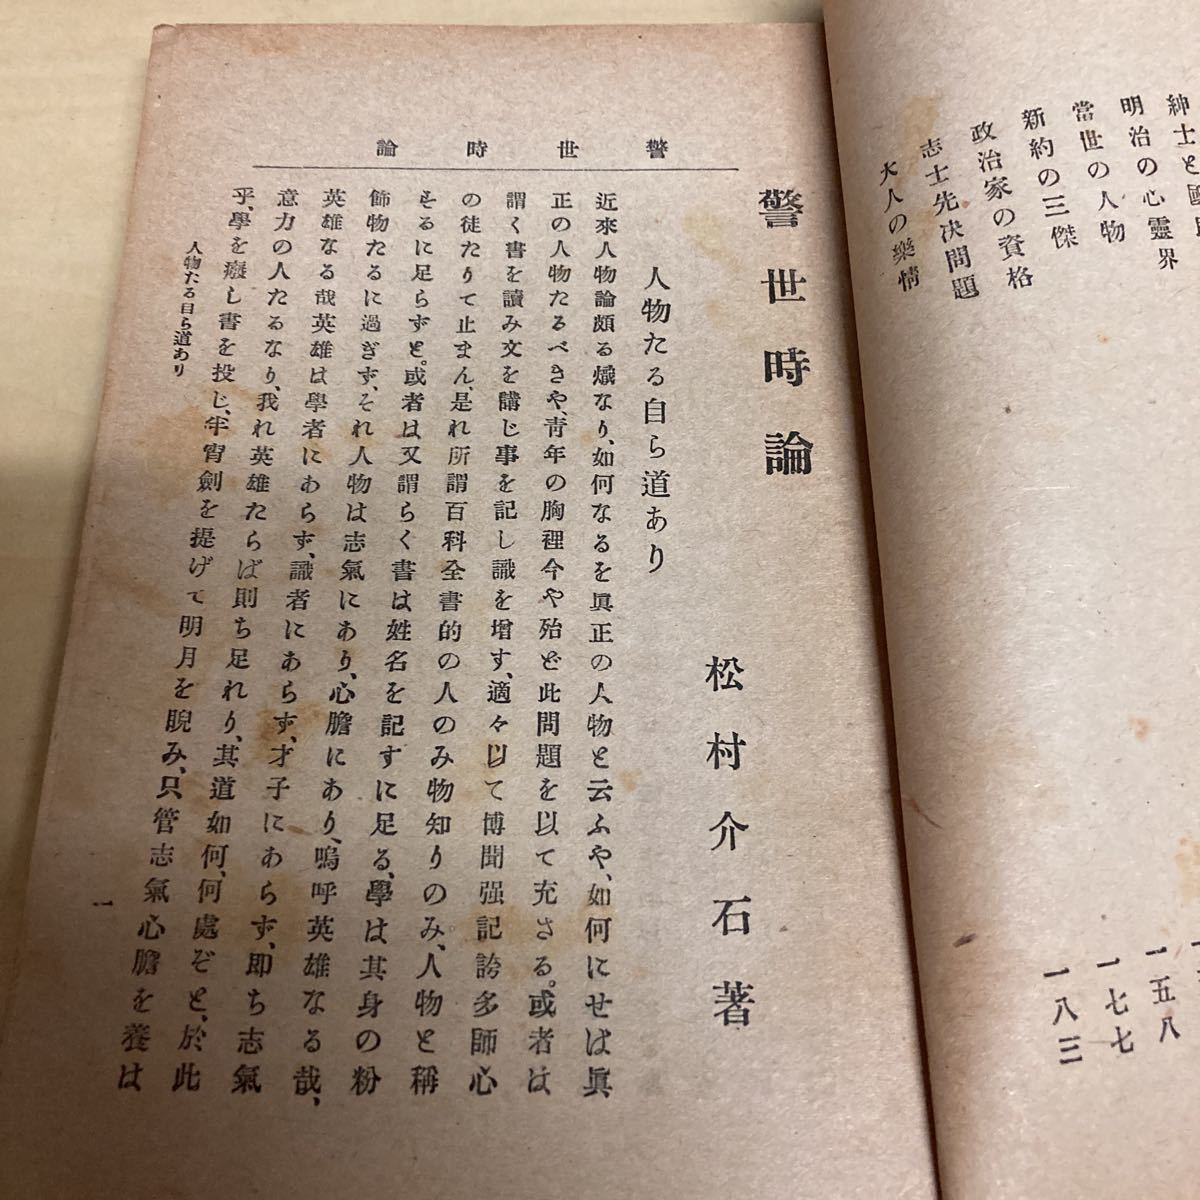 紳士と國民
明治の心靈界
當世の人物
新約の三傑
政治家の資格
志士先决問題
大人の樂情
一五八
一七七
一八三
警世時論
警世時論
松村介石著
人物たる自ら道あり
近來人物論頗る熾なり、如何なるを眞正の人物と云ふや、如何にせば眞
正の人物たるべきや、靑年の胸裡今や殆ど此問題を以て充さる。或者は
謂く書を讀み文を講じ事を記し識を增す、適々以て博聞强記誇多師心
の徒たりて止まん、是れ所謂百科全書的の人のみ物知りのみ、人物と稱
するに足らずと。或者は又謂らく書は姓名を記すに足る、學は其身の粉
飾物たるに過ぎず、それ人物は志氣にあり、心膽にあり、嗚呼英雄なる哉、
英雄なる哉英雄は學者にあらず、識者にあらず、才子にあらず、即ち志氣
意力の人たるなり、我れ英雄たらば則ち足れり、其道如何、何處ぞと、於此
乎、學を癈し書を投じ、半宵劍を提げて明月を睨み、只管志氣心膽を養は
人物たる自ら道あり
一